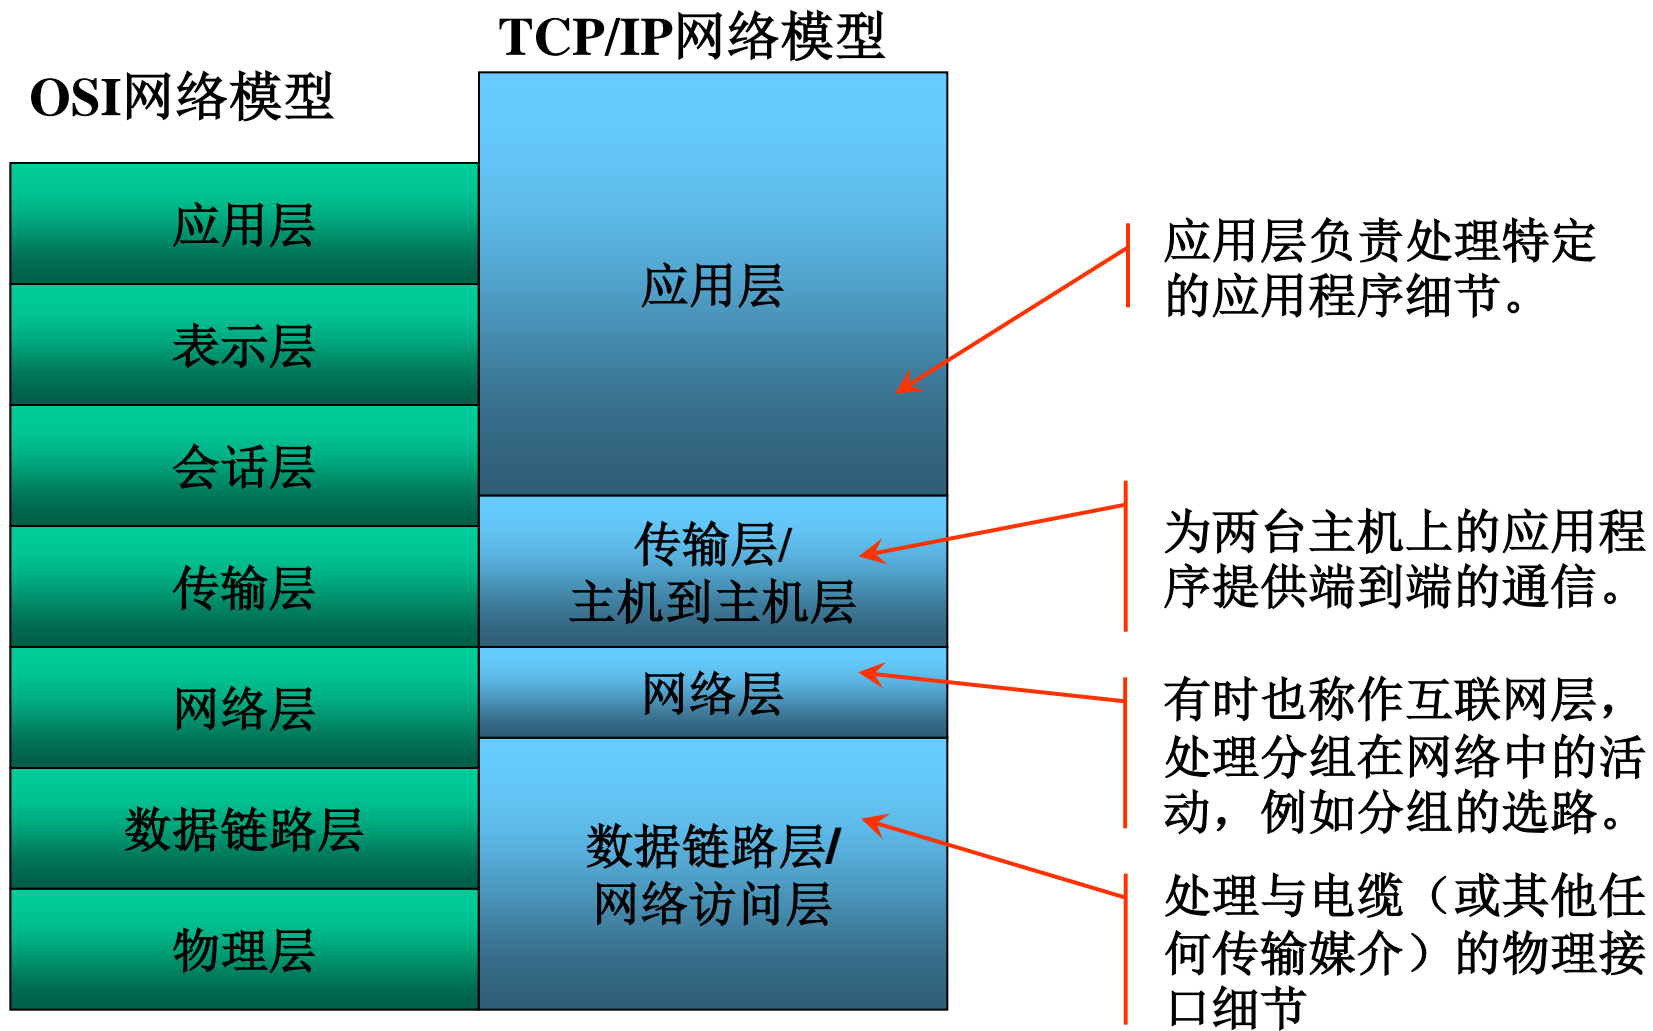 TCP/IP网络模型
OSI网络模型
应用层
表示层
会话层
传输层
网络层
数据链路层
物理层
应用层
传输层/
主机到主机层
网络层
数据链路层/
网络访问层
应用层负责处理特定
的应用程序细节。
为两台主机上的应用程
序提供端到端的通信。
有时也称作互联网层，
处理分组在网络中的活
动，例如分组的选路。
处理与电缆（或其他任
何传输媒介）的物理接
口细节